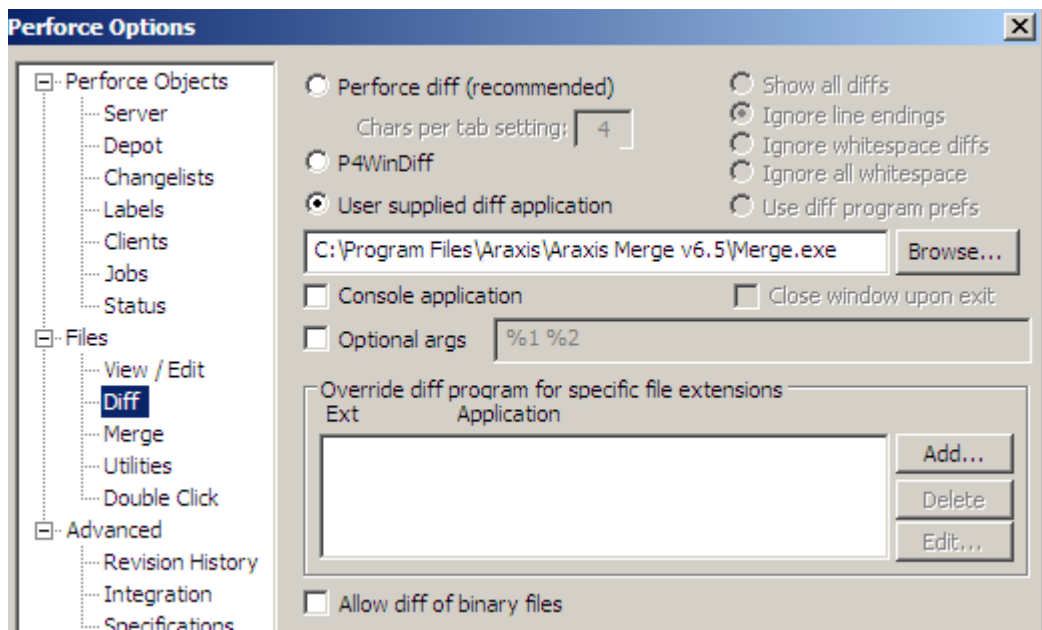 Perforce Options
Perforce Objects
Server
Depot
Changelists
Labels
Clients
Jobs
Status
Files
View / Edit
Diff
Merge
Utilities
Double Click
Advanced
Revision History
Integration
Specifications
Perforce diff (recommended)
Chars per tab setting: 4
P4WinDiff
User supplied diff application
Show all diffs
Ignore line endings
Ignore whitespace diffs
Ignore all whitespace
Use diff program prefs
C:\Program Files\Araxis\Araxis Merge v6.5\Merge.exe Browse...
Console application Close window upon exit
Optional args %1 %2
Override diff program for specific file extensions
Ext Application
Add...
Delete
Edit...
Allow diff of binary files